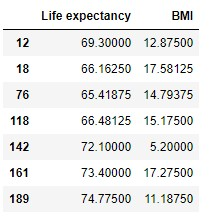 Life expectancy BMI
12 69.30000 12.87500
18 66.16250 17.58125
76 65.41875 14.79375
118 66.48125 15.17500
142 72.10000 5.20000
161 73.40000 17.27500
189 74.77500 11.18750